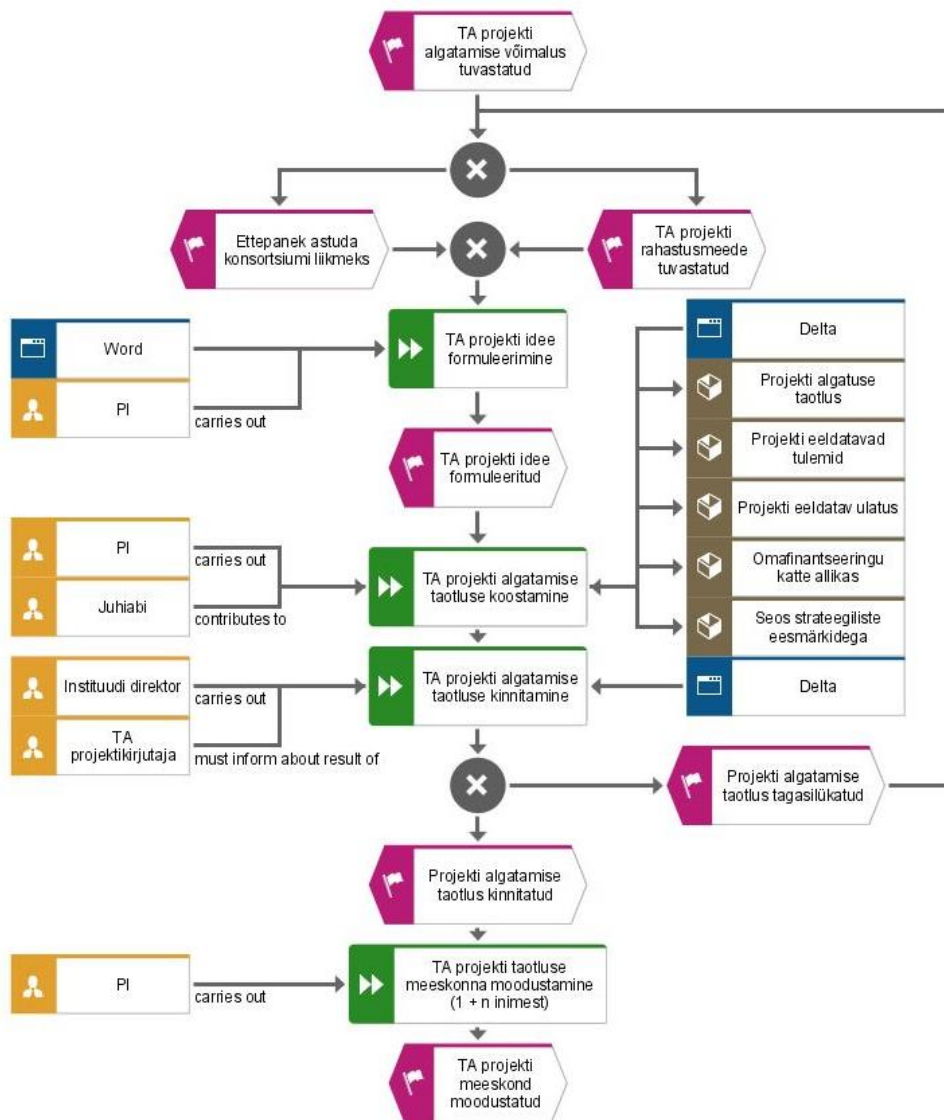 TA projekti
algatamise võimalus
tuvastatud
Ettepanek astuda
konsortsiumi liikmeks
TA projekti
rahastusmeede
tuvastatud
Word
PI
carries out
TA projekti idee
formuleerimine
Delta
Projekti algatuse
taotlus
Projekti eeldatavad
tulemid
Projekti eeldatav ulatus
Omafinantseeringu
katte allikas
Seos strateegiliste
eesmärkidega
TA projekti idee
formuleeritud
PI
carries out
Juhiabi
contributes to
TA projekti algatamise
taotluse koostamine
Instituudi direktor
carries out
TA
projektikirjutaja
must inform about result of
TA projekti algatamise
taotluse kinnitamine
Delta
Projekti algatamise
taotlus tagasilükatud
Projekti algatamise
taotlus kinnitatud
PI
carries out
TA projekti taotluse
meeskonna moodustamine
(1 + n inimest)
TA projekti
meeskond
moodustatud